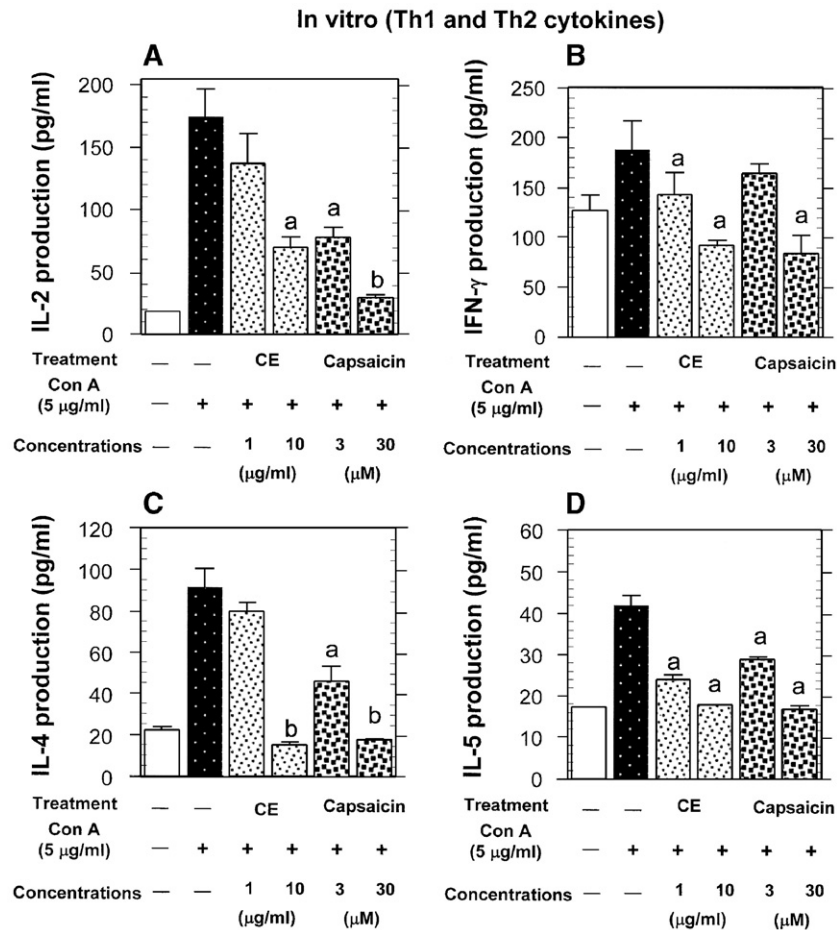 In vitro (Th1 and Th2 cytokines)
A
IL-2 production (pg/ml)
200
150
100
50
0
a
a
b
Treatment — — CE Capsaicin
Con A
(5 μg/ml) — + + + + +
Concentrations — — 1 10 3 30
(μg/ml) (μM)
B
IFN-γ production (pg/ml)
250
200
150
100
50
0
a
a
a
Treatment — — CE Capsaicin
Con A
(5 μg/ml) — + + + + +
Concentrations — — 1 10 3 30
(μg/ml) (μM)
C
IL-4 production (pg/ml)
120
100
80
60
40
20
0
b
a
b
Treatment — — CE Capsaicin
Con A
(5 μg/ml) — + + + + +
Concentrations — — 1 10 3 30
(μg/ml) (μM)
D
IL-5 production (pg/ml)
60
50
40
30
20
10
0
a
a
a
a
Treatment — — CE Capsaicin
Con A
(5 μg/ml) — + + + + +
Concentrations — — 1 10 3 30
(μg/ml) (μM)